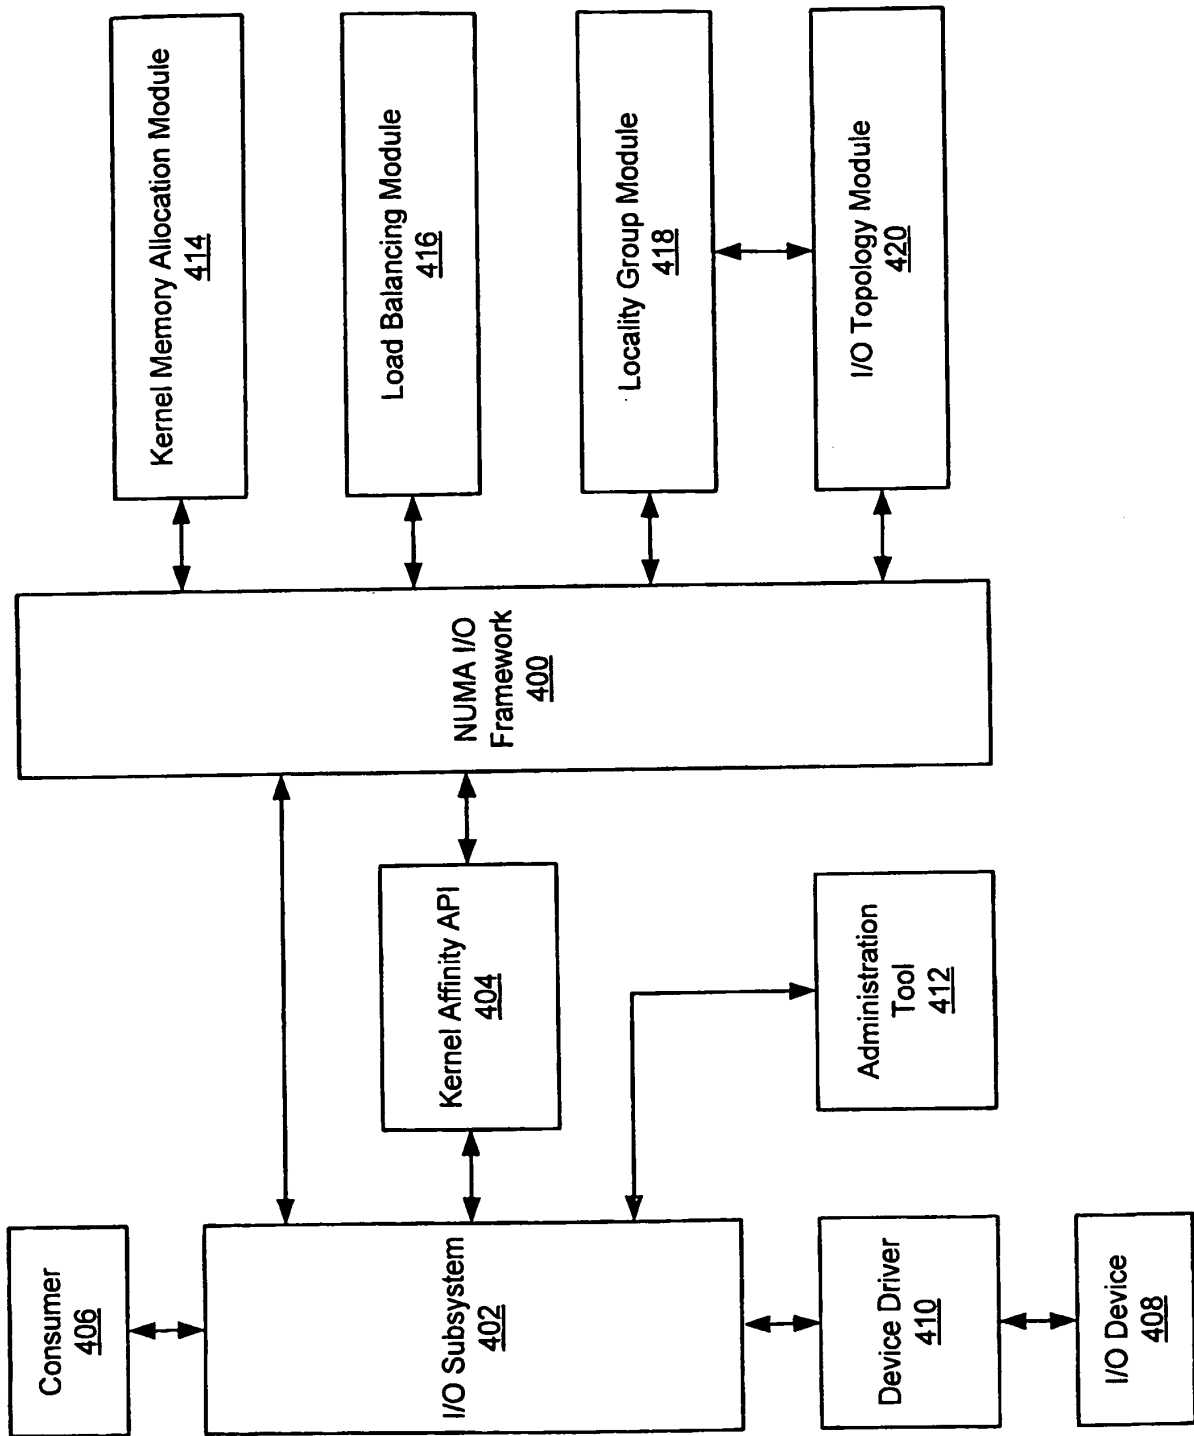 Consumer
406
I/O Subsystem
402
Device Driver
410
I/O Device
408
Kernel Affinity API
404
Administration
Tool
412
NUMA I/O
Framework
400
Kernel Memory Allocation Module
414
Load Balancing Module
416
Locality Group Module
418
I/O Topology Module
420